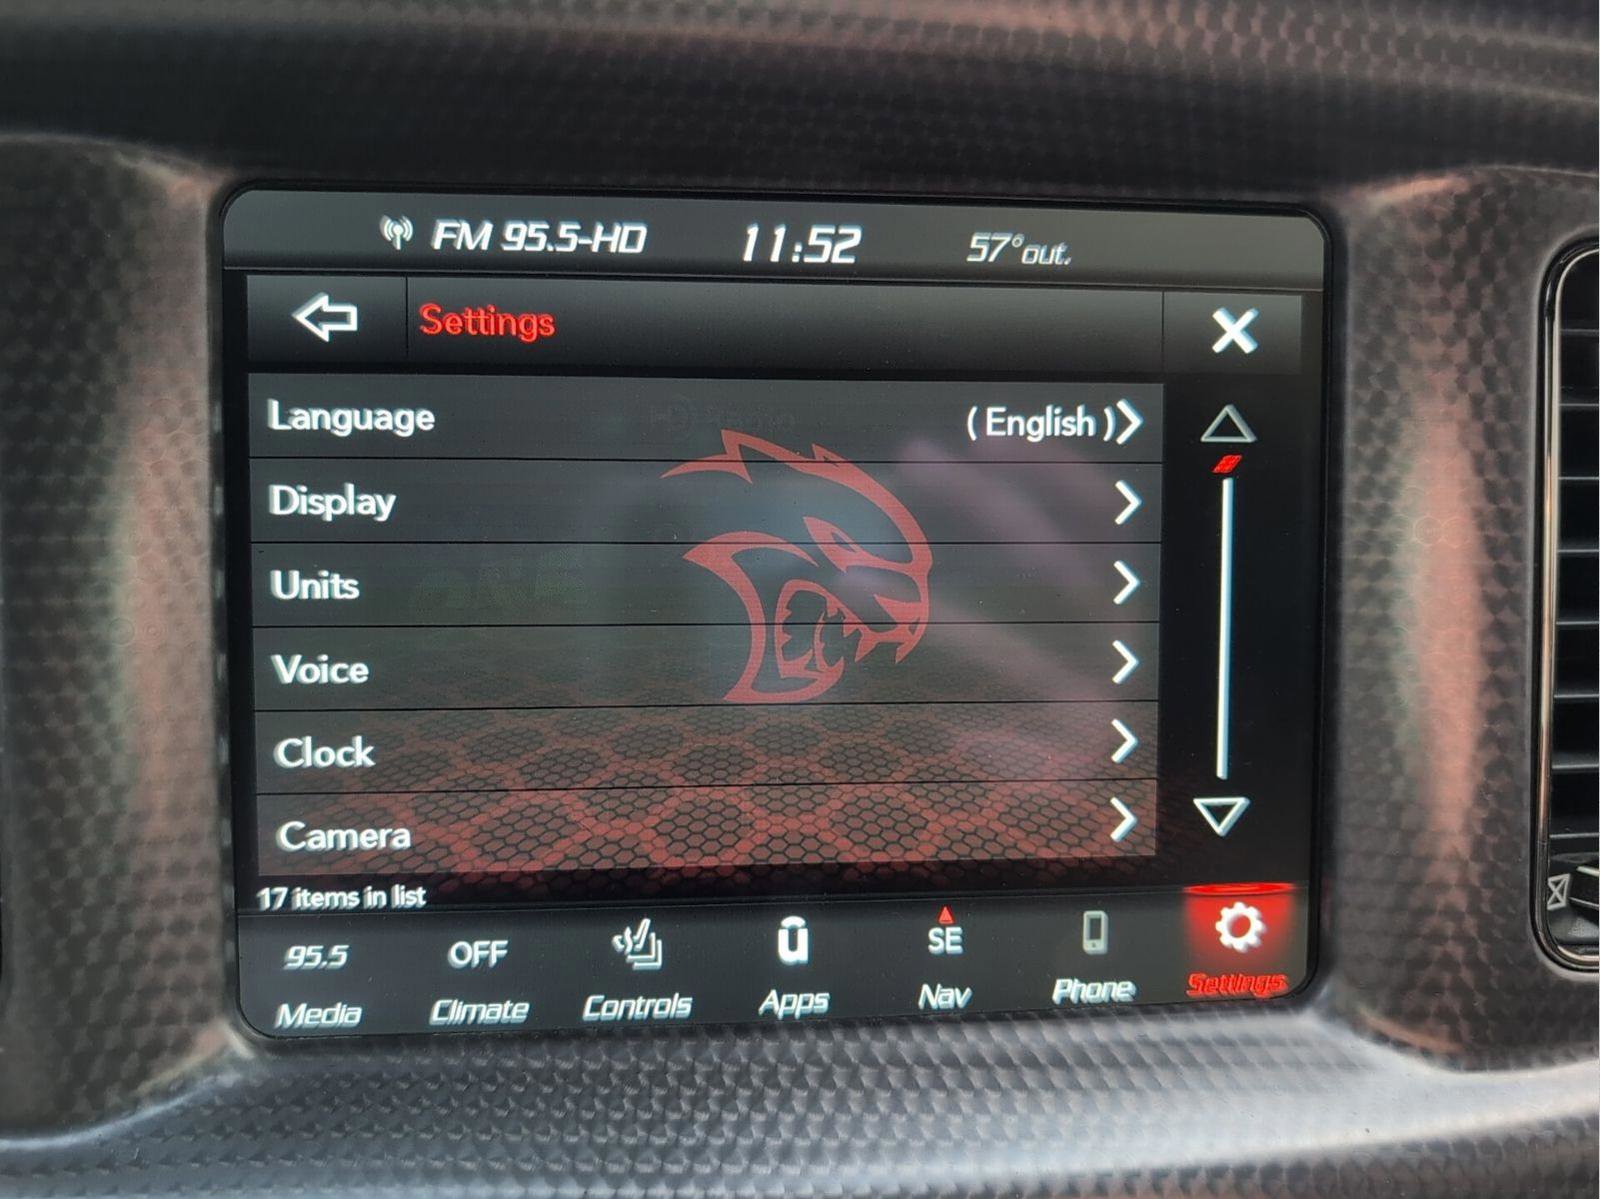 FM 95.5-HD 11:52 57°out.
Settings
Language (English)
Display
Units
Voice
Clock
Camera
17 items in list
95.5 OFF SE
Media Climate Controls Apps Nav Phone Settings